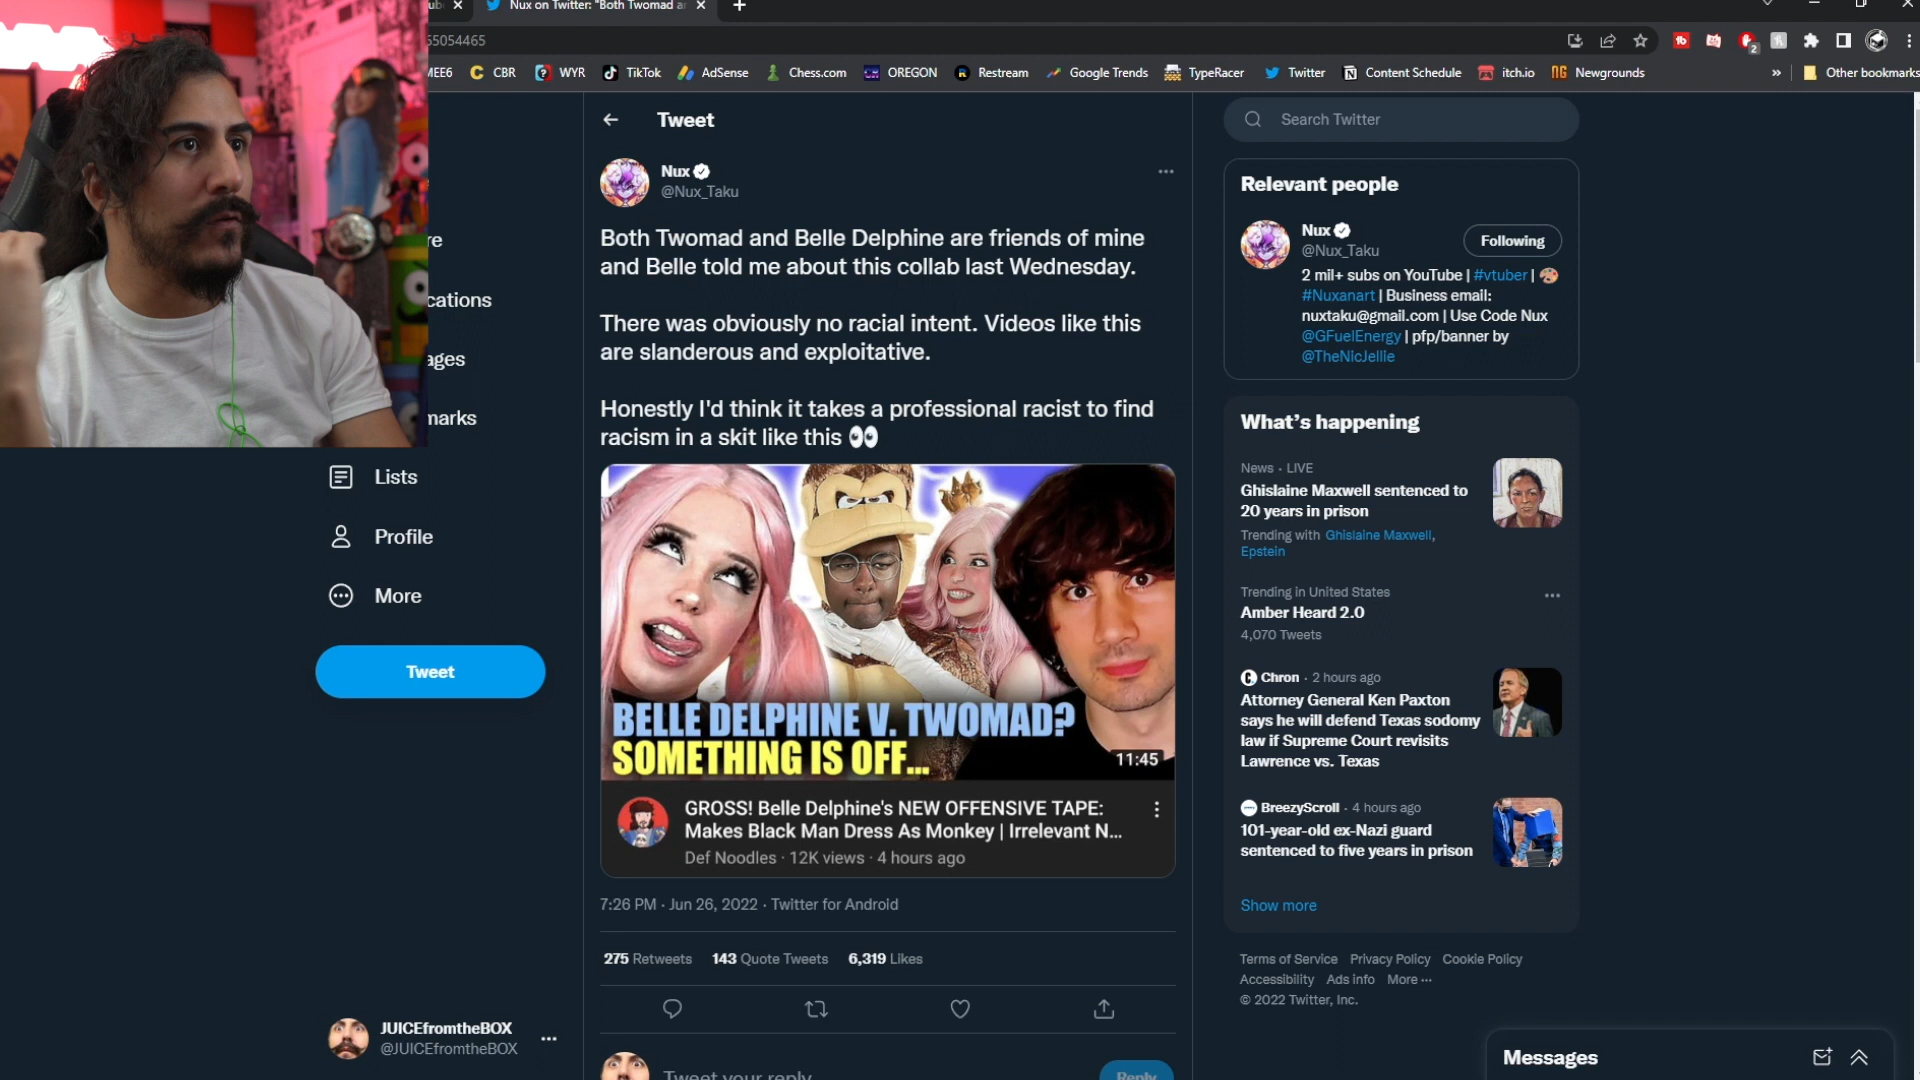 ub
Nux on Twitter: "Both Twomad a
55054465
2
MEE6
CBR
WYR
TikTok
AdSense
Chess.com
OREGON
Restream
Google Trends
TypeRacer
Twitter
Content Schedule
itch.io
NG Newgrounds
Other bookmarks
re
cations
ages
marks
Lists
Profile
More
Tweet
JUICEfromtheBOX
@JUICEfromtheBOX
Tweet
Nux
@Nux_Taku
Both Twomad and Belle Delphine are friends of mine
and Belle told me about this collab last Wednesday.
There was obviously no racial intent. Videos like this
are slanderous and exploitative.
Honestly I'd think it takes a professional racist to find
racism in a skit like this 👀
BELLE DELPHINE V. TWOMAD?
SOMETHING IS OFF...
11:45
GROSS! Belle Delphine's NEW OFFENSIVE TAPE:
Makes Black Man Dress As Monkey | Irrelevant N...
Def Noodles · 12K views · 4 hours ago
7:26 PM · Jun 26, 2022 · Twitter for Android
275 Retweets 143 Quote Tweets 6,319 Likes
Tweet your reply
Reply
Search Twitter
Relevant people
Nux
@Nux_Taku
Following
2 mil+ subs on YouTube | #vtuber | 🎨
#Nuxanart | Business email:
nuxtaku@gmail.com | Use Code Nux
@GFuelEnergy | pfp/banner by
@TheNicJellie
What's happening
News · LIVE
Ghislaine Maxwell sentenced to
20 years in prison
Trending with Ghislaine Maxwell,
Epstein
Trending in United States
Amber Heard 2.0
4,070 Tweets
Chron · 2 hours ago
Attorney General Ken Paxton
says he will defend Texas sodomy
law if Supreme Court revisits
Lawrence vs. Texas
BreezyScroll · 4 hours ago
101-year-old ex-Nazi guard
sentenced to five years in prison
Show more
Terms of Service Privacy Policy Cookie Policy
Accessibility Ads info More ···
© 2022 Twitter, Inc.
Messages